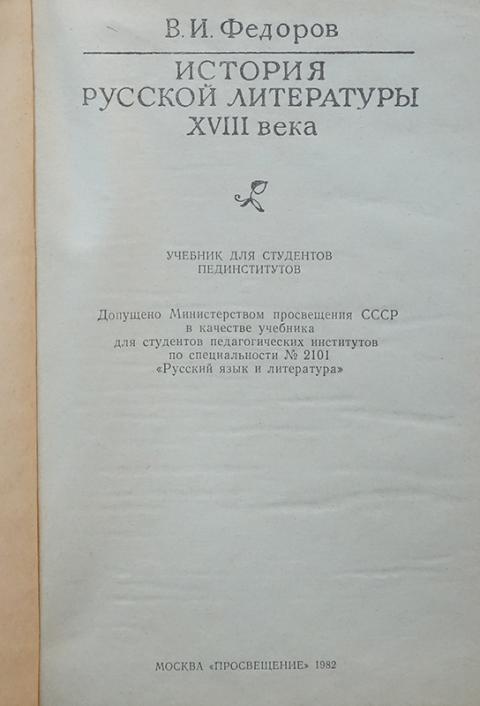 В. И. Федоров
ИСТОРИЯ
РУССКОЙ ЛИТЕРАТУРЫ
XVIII века
УЧЕБНИК ДЛЯ СТУДЕНТОВ
ПЕДИНСТИТУТОВ
Допущено Министерством просвещения СССР
в качестве учебника
для студентов педагогических институтов
по специальности № 2101
«Русский язык и литература»
МОСКВА «ПРОСВЕЩЕНИЕ» 1982